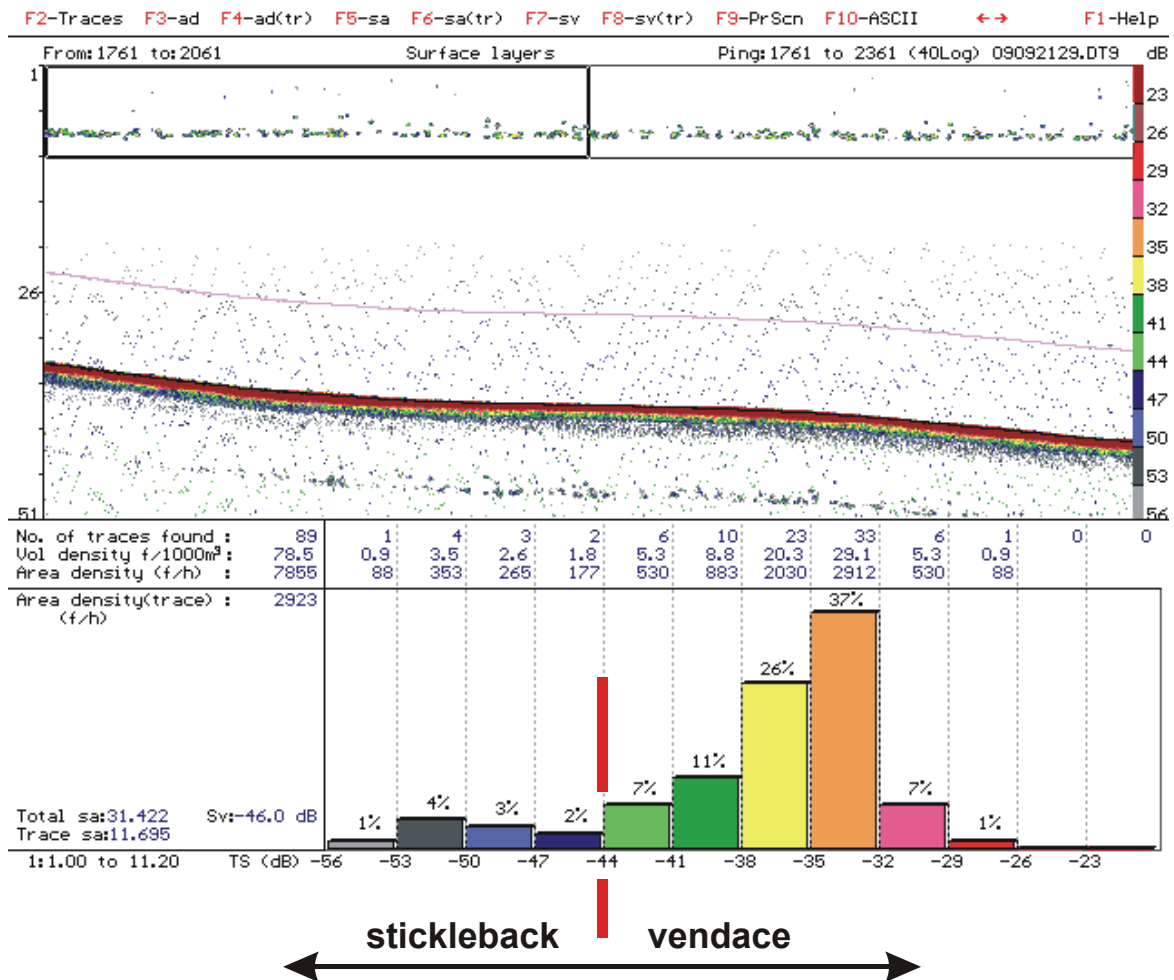 F2-Traces F3-ad F4-ad(tr) F5-sa F6-sa(tr) F7-sv F8-sv(tr) F9-PrScn F10-ASCII ←→ F1-Help
From:1761 to:2061 Surface layers Ping:1761 to 2361 (40Log) 09092129.DT9 dB
1
23
26
29
32
35
38
26
41
44
47
50
53
51
56
No. of traces found : 89 1 4 3 2 6 10 23 33 6 1 0 0
Vol density f/1000m³: 78.5 0.9 3.5 2.6 1.8 5.3 8.8 20.3 29.1 5.3 0.9
Area density (f/h) : 7855 88 353 265 177 530 883 2030 2912 530 88
Area density(trace) : 2923
(f/h)
37%
26%
11%
7%
7%
4%
3%
2%
1%
1%
Total sa:31.422 Sv:-46.0 dB
Trace sa:11.695
1:1.00 to 11.20 TS (dB) -56 -53 -50 -47 -44 -41 -38 -35 -32 -29 -26 -23
stickleback vendace